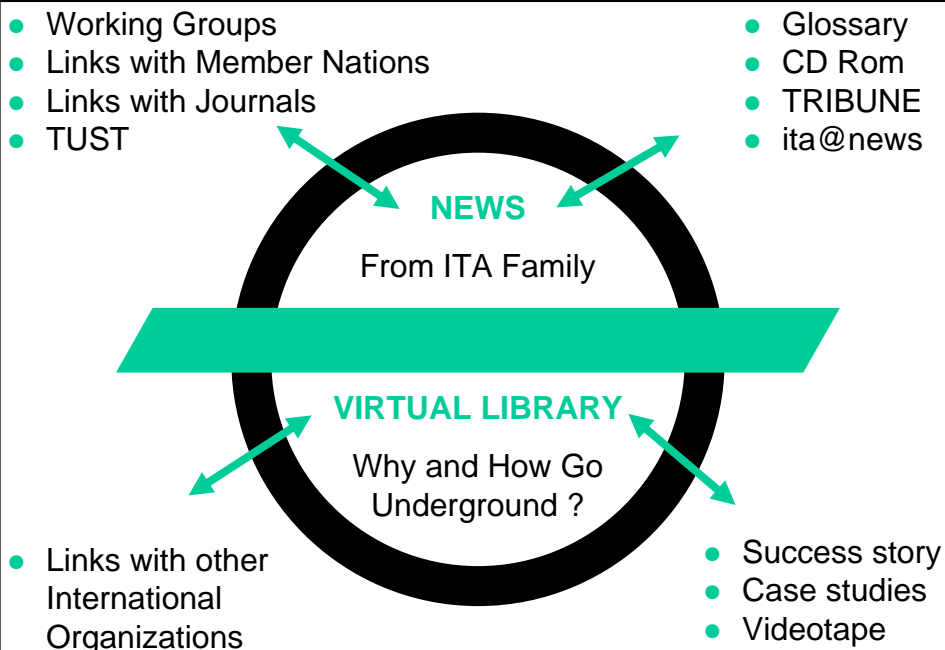 Working Groups
Links with Member Nations
Links with Journals
TUST
Glossary
CD Rom
TRIBUNE
ita@news
NEWS
From ITA Family
VIRTUAL LIBRARY
Why and How Go
Underground ?
Links with other
International
Organizations
Success story
Case studies
Videotape